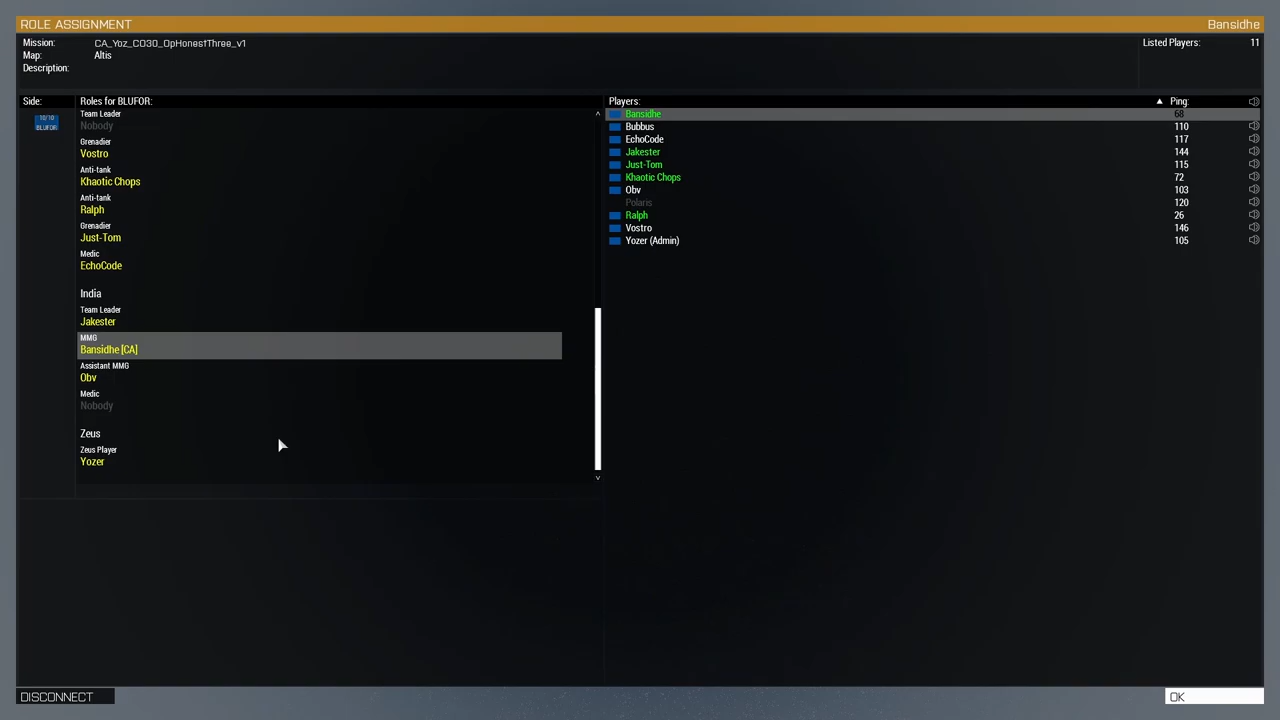 ROLE ASSIGNMENT
Bansidhe
Mission: CA_Yoz_CO30_OpHonestThree_v1
Listed Players: 11
Map: Altis
Description:
Side:
10/10
BLUFOR
Roles for BLUFOR:
Team Leader
Nobody
Grenadier
Vostro
Anti-tank
Khaotic Chops
Anti-tank
Ralph
Grenadier
Just-Tom
Medic
EchoCode
India
Team Leader
Jakester
MMG
Bansidhe [CA]
Assistant MMG
Obv
Medic
Nobody
Zeus
Zeus Player
Yozer
Players: Ping:
Bansidhe 68
Bubbus 110
EchoCode 117
Jakester 144
Just-Tom 115
Khaotic Chops 72
Obv 103
Polaris 120
Ralph 26
Vostro 146
Yozer (Admin) 105
DISCONNECT
OK